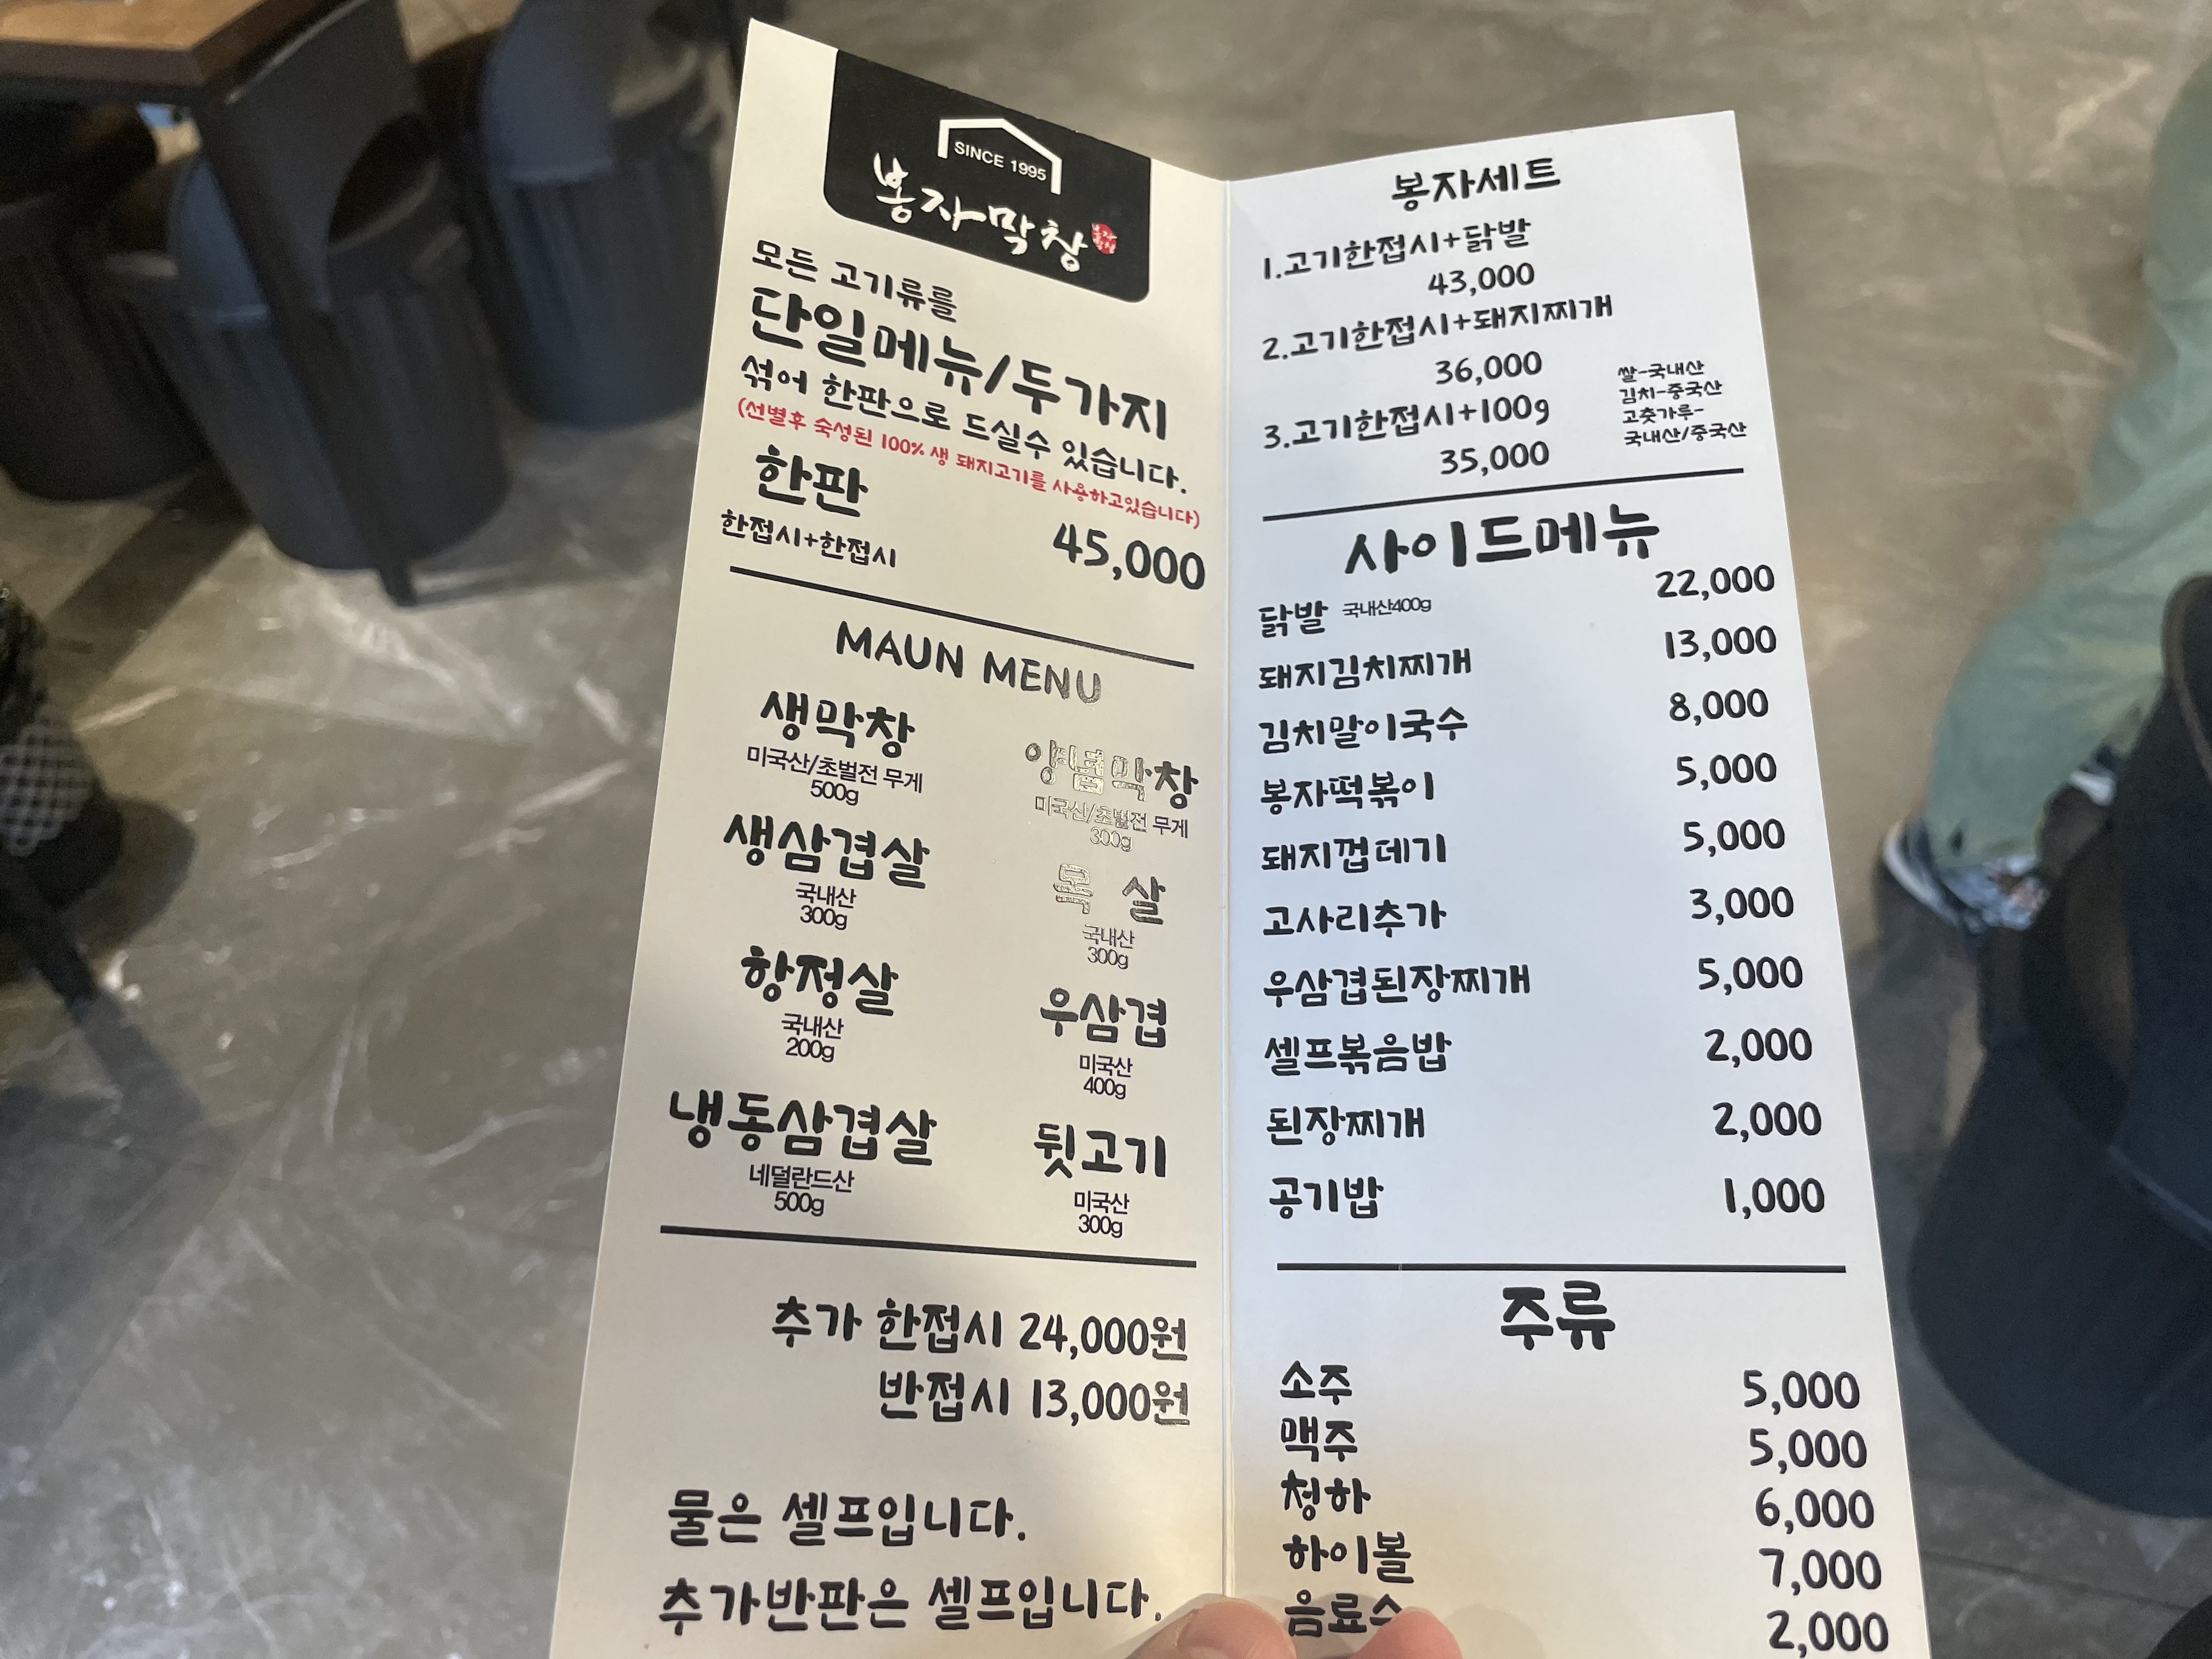 SINCE 1995
봉자막창
모든 고기류를
단일메뉴/두가지
섞어 한판으로 드실수 있습니다.
(선별후 숙성된 100% 생 돼지고기를 사용하고있습니다)
한판
한접시+한접시 45,000
MAUN MENU
생막창
미국산/초벌전 무게
500g
양념막창
미국산/초벌전 무게
300g
생삼겹살
국내산
300g
목 살
국내산
300g
항정살
국내산
200g
우삼겹
미국산
400g
냉동삼겹살
네덜란드산
500g
뒷고기
미국산
300g
추가 한접시 24,000원
반접시 13,000원
물은 셀프입니다.
추가반판은 셀프입니다.
봉자세트
1.고기한접시+닭발
43,000
2.고기한접시+돼지찌개
36,000
3.고기한접시+100g
35,000
쌀-국내산
김치-중국산
고춧가루-
국내산/중국산
사이드메뉴
닭발 국내산400g 22,000
돼지김치찌개 13,000
김치말이국수 8,000
봉자떡볶이 5,000
돼지껍데기 5,000
고사리추가 3,000
우삼겹된장찌개 5,000
셀프볶음밥 2,000
된장찌개 2,000
공기밥 1,000
주류
소주 5,000
맥주 5,000
청하 6,000
하이볼 7,000
음료수 2,000